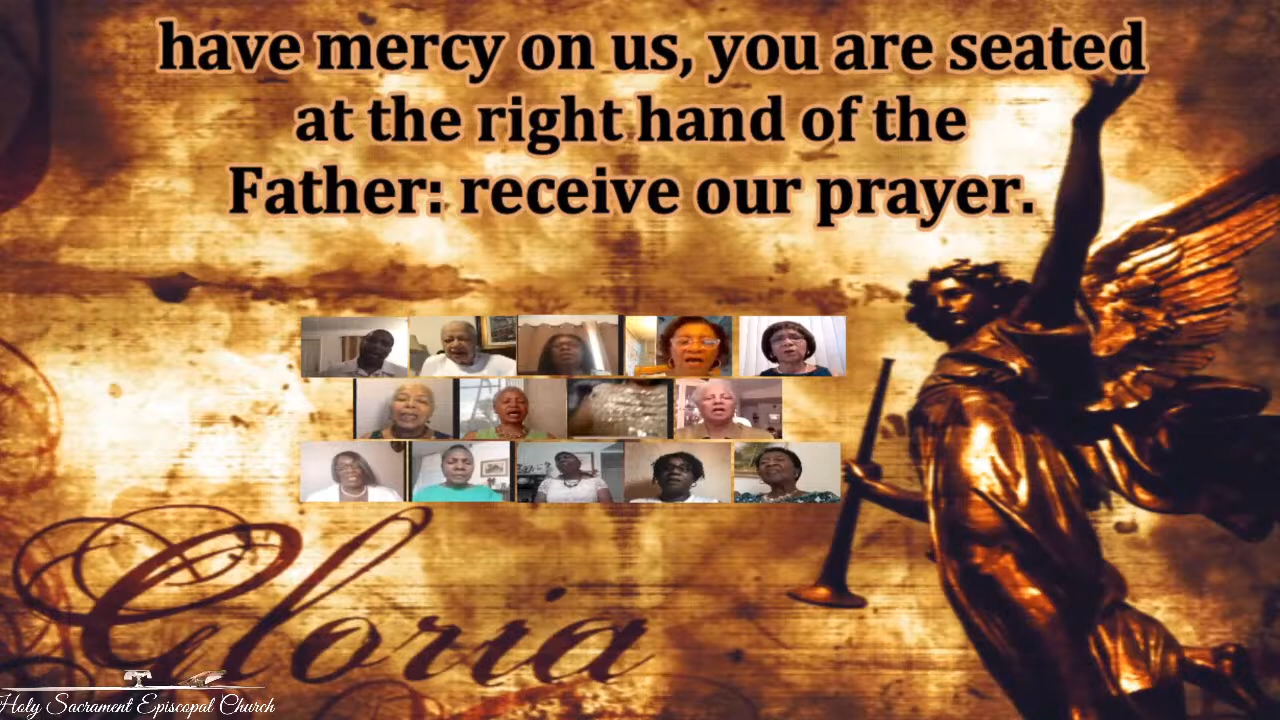 have mercy on us, you are seated
at the right hand of the
Father: receive our prayer.
Gloria
Holy Sacrament Episcopal Church